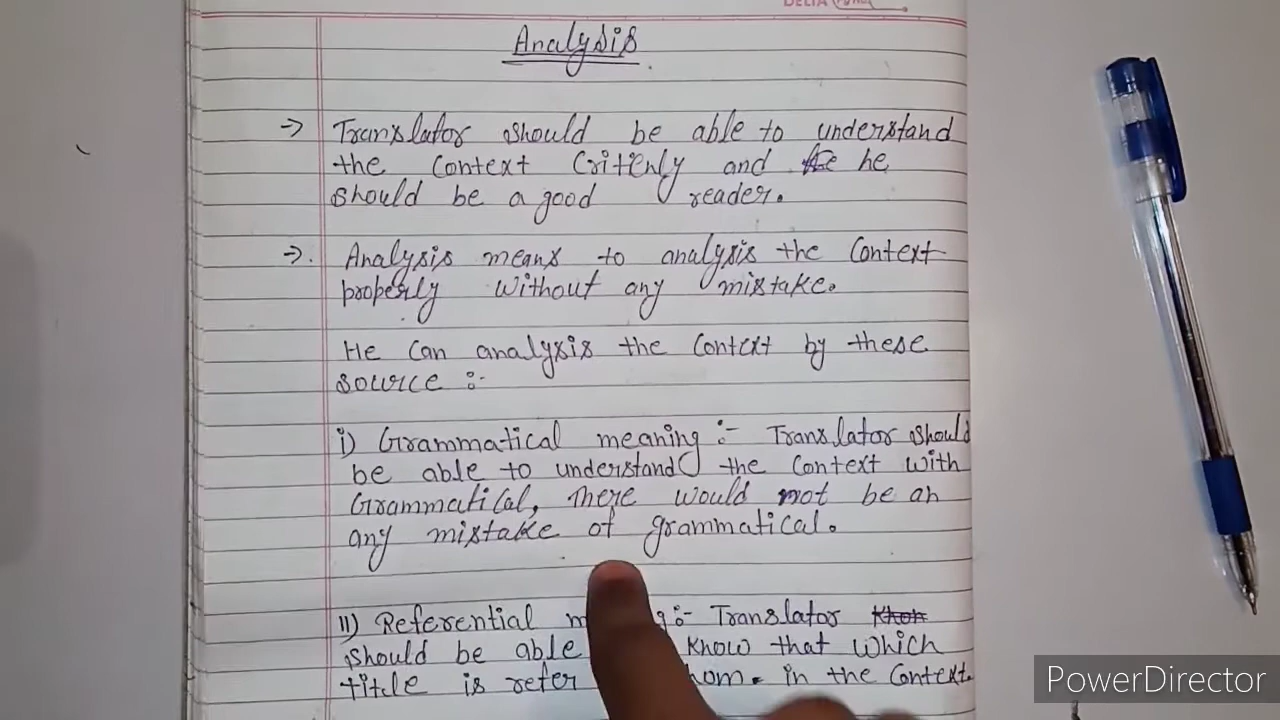 DELTA
Analysis
→ Translator should be able to understand
the Context Criticnly and he
should be a good reader.
→. Analysis means to analysis the Context
properly without any mistake.
He can analysis the Context by these
source :-
i) Grammatical meaning :- Translator should
be able to understand the Context with
Grammatical, There would not be an
any mistake of grammatical.
II) Referential :- Translator Khon
should be able know that which
title is refer in the Context.
PowerDirector